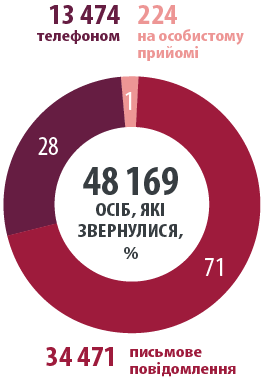 13 474
телефоном
224
на особистому
прийомі
1
28
48 169
ОСІБ, ЯКІ
ЗВЕРНУЛИСЯ,
%
71
34 471 письмове
повідомлення